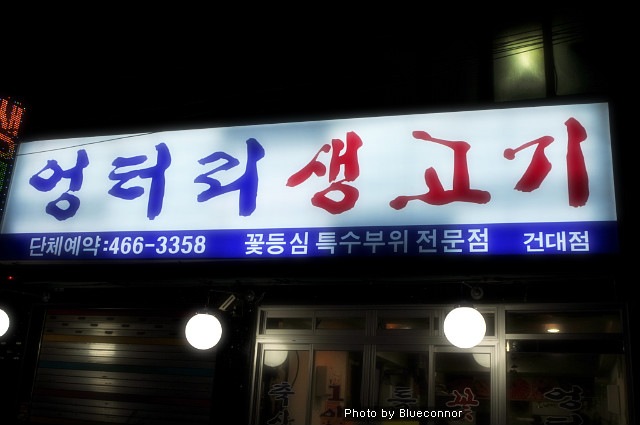 엉터리생고기
단체예약:466-3358 꽃등심 특수부위 전문점 건대점
Photo by Blueconnor